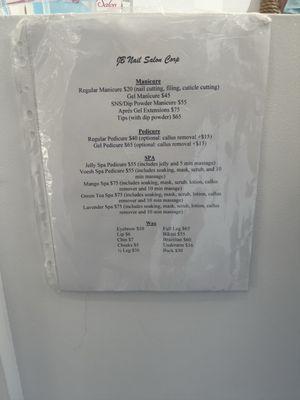 Salon
JB Nail Salon Corp
Manicure
Regular Manicure $20 (nail cutting, filing, cuticle cutting)
Gel Manicure $45
SNS/Dip Powder Manicure $55
Apres Gel Extensions $75
Tips (with dip powder) $65
Pedicure
Regular Pedicure $40 (optional: callus removal +$15)
Gel Pedicure $65 (optional: callus removal +$15)
SPA
Jelly Spa Pedicure $55 (includes jelly and 5 min massage)
Voesh Spa Pedicure $55 (includes soaking, mask, scrub, and 10
min massage)
Mango Spa $75 (includes soaking, mask, scrub, lotion, callus
remover and 10 min massage)
Green Tea Spa $75 (includes soaking, mask, scrub, lotion, callus
remover and 10 min massage)
Lavender Spa $75 (includes soaking, mask, scrub, lotion, callus
remover and 10 min massage)
Wax
Eyebrow $10 Full Leg $65
Lip $6 Bikini $35
Chin $7 Brazilian $60
Cheeks Underarm
½ Leg Back